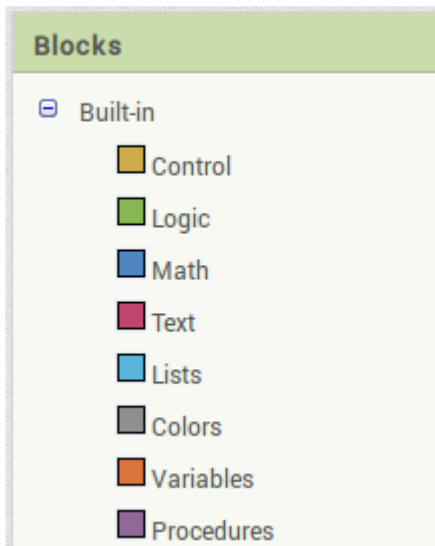 Blocks
Built-in
Control
Logic
Math
Text
Lists
Colors
Variables
Procedures